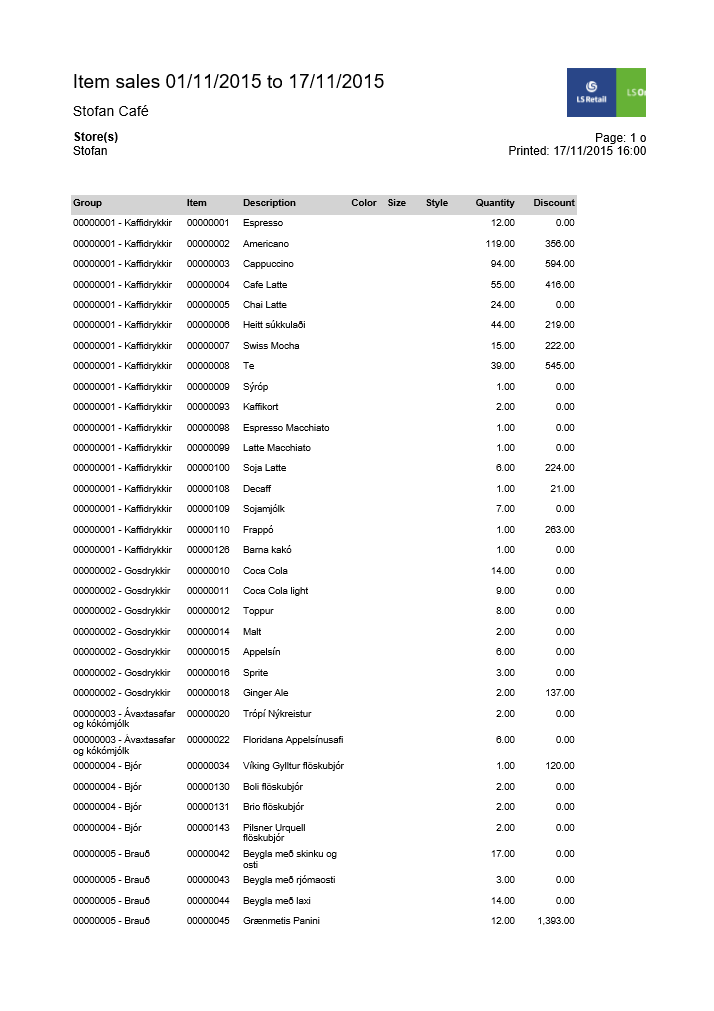 Item sales 01/11/2015 to 17/11/2015
LS Retail
LS O
Stofan Café
Store(s)
Stofan
Page: 1 o
Printed: 17/11/2015 16:00
Group Item Description Color Size Style Quantity Discount
00000001 - Kaffidrykkir 00000001 Espresso 12.00 0.00
00000001 - Kaffidrykkir 00000002 Americano 119.00 356.00
00000001 - Kaffidrykkir 00000003 Cappuccino 94.00 594.00
00000001 - Kaffidrykkir 00000004 Cafe Latte 55.00 416.00
00000001 - Kaffidrykkir 00000005 Chai Latte 24.00 0.00
00000001 - Kaffidrykkir 00000006 Heitt súkkulaði 44.00 219.00
00000001 - Kaffidrykkir 00000007 Swiss Mocha 15.00 222.00
00000001 - Kaffidrykkir 00000008 Te 39.00 545.00
00000001 - Kaffidrykkir 00000009 Sýróp 1.00 0.00
00000001 - Kaffidrykkir 00000093 Kaffikort 2.00 0.00
00000001 - Kaffidrykkir 00000098 Espresso Macchiato 1.00 0.00
00000001 - Kaffidrykkir 00000099 Latte Macchiato 1.00 0.00
00000001 - Kaffidrykkir 00000100 Soja Latte 6.00 224.00
00000001 - Kaffidrykkir 00000108 Decaff 1.00 21.00
00000001 - Kaffidrykkir 00000109 Sojamjólk 7.00 0.00
00000001 - Kaffidrykkir 00000110 Frappó 1.00 263.00
00000001 - Kaffidrykkir 00000126 Barna kakó 1.00 0.00
00000002 - Gosdrykkir 00000010 Coca Cola 14.00 0.00
00000002 - Gosdrykkir 00000011 Coca Cola light 9.00 0.00
00000002 - Gosdrykkir 00000012 Toppur 8.00 0.00
00000002 - Gosdrykkir 00000014 Malt 2.00 0.00
00000002 - Gosdrykkir 00000015 Appelsín 6.00 0.00
00000002 - Gosdrykkir 00000016 Sprite 3.00 0.00
00000002 - Gosdrykkir 00000018 Ginger Ale 2.00 137.00
00000003 - Ávaxtasafar 00000020 Trópí Nýkreistur 2.00 0.00
og kókómjólk
00000003 - Ávaxtasafar 00000022 Floridana Appelsínusafi 6.00 0.00
og kókómjólk
00000004 - Bjór 00000034 Víking Gylltur flöskubjór 1.00 120.00
00000004 - Bjór 00000130 Boli flöskubjór 2.00 0.00
00000004 - Bjór 00000131 Brio flöskubjór 2.00 0.00
00000004 - Bjór 00000143 Pilsner Urquell 2.00 0.00
flöskubjór
00000005 - Brauð 00000042 Beygla með skinku og 17.00 0.00
osti
00000005 - Brauð 00000043 Beygla með rjómaosti 3.00 0.00
00000005 - Brauð 00000044 Beygla með laxi 14.00 0.00
00000005 - Brauð 00000045 Grænmetis Panini 12.00 1,393.00